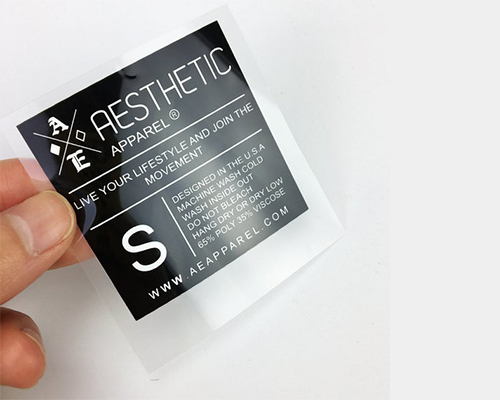 A
E
AESTHETIC
APPAREL®
LIVE YOUR LIFESTYLE AND JOIN THE
MOVEMENT
S
DESIGNED IN THE U.S.A
MACHINE WASH COLD
WASH INSIDE OUT
DO NOT BLEACH
HANG DRY OR DRY LOW
65% POLY 35% VISCOSE
WWW.AEAPPAREL.COM